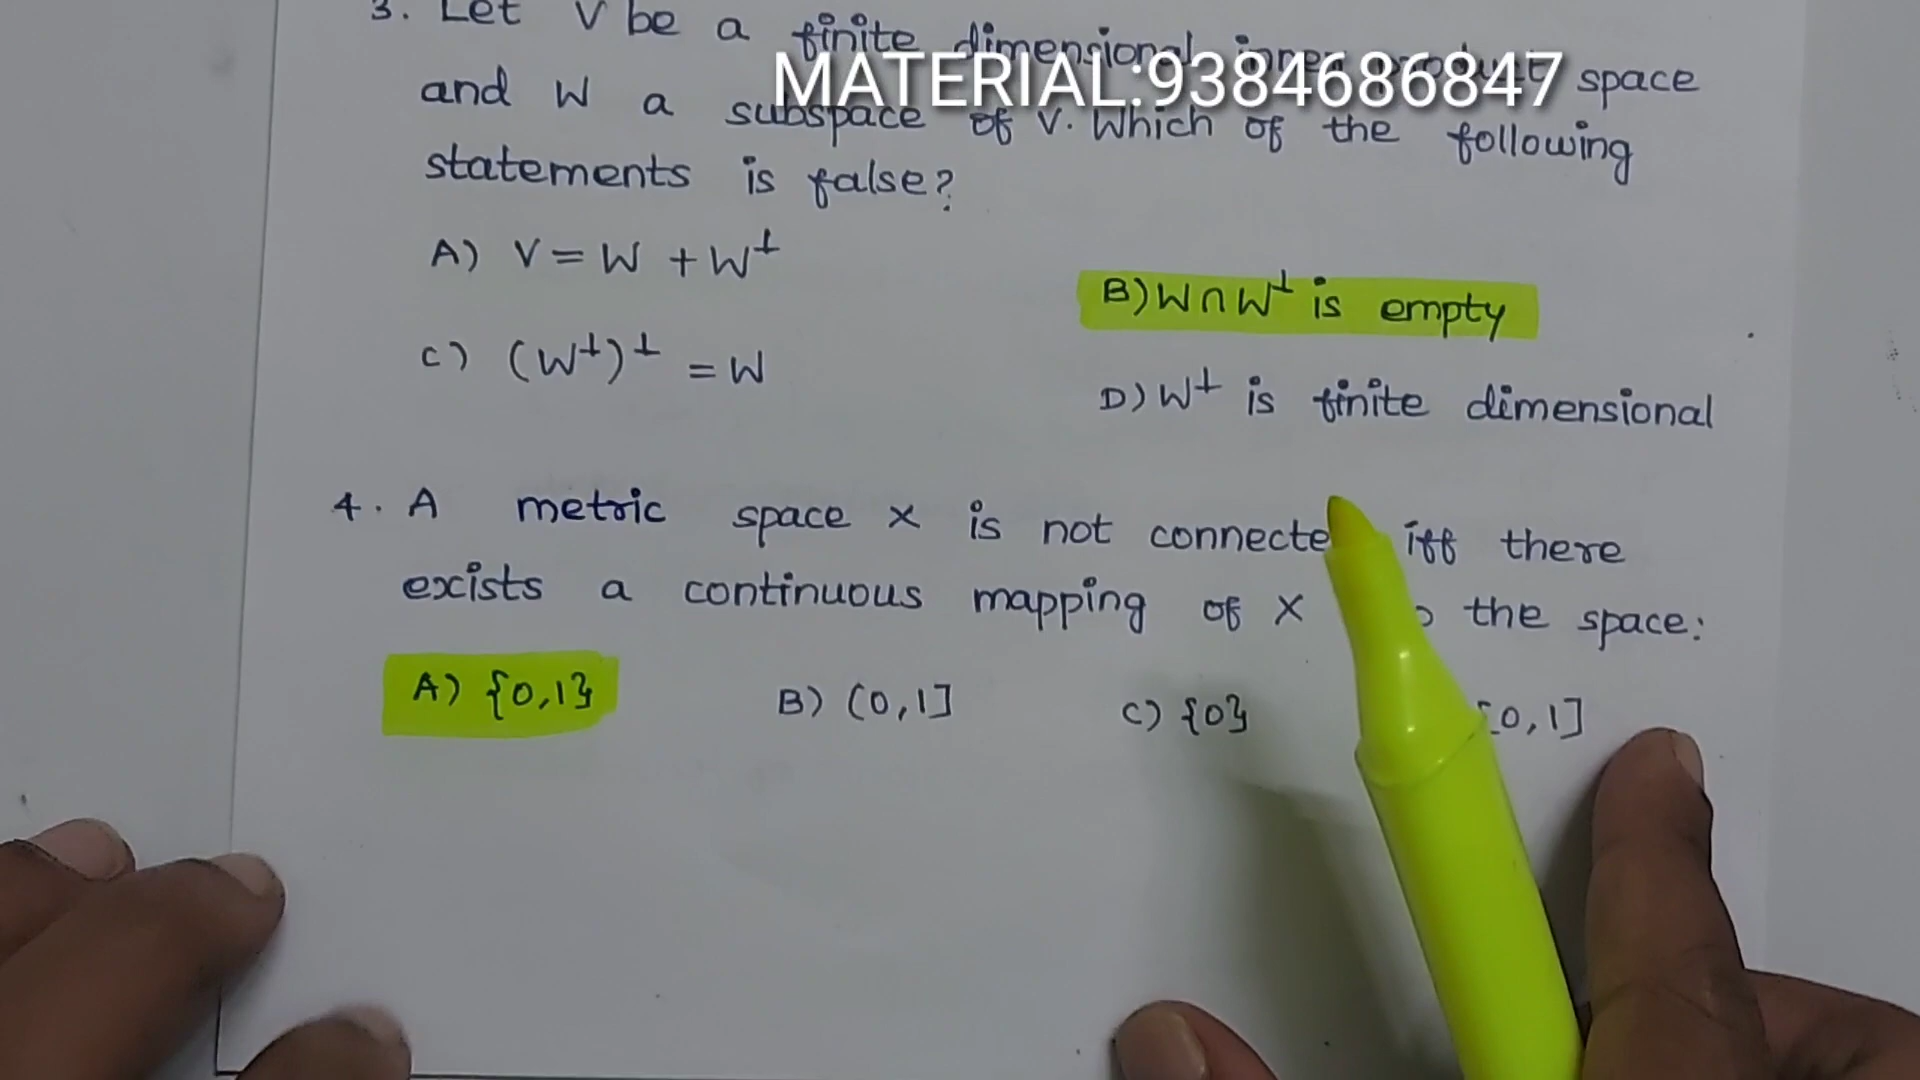 3. Let V be a finite dimensional inner product space
MATERIAL:9384686847
and W a subspace of V. Which of the following
statements is false?
A) V = W + W⊥
B) W ∩ W⊥ is empty
C) (W⊥)⊥ = W
D) W⊥ is finite dimensional
4. A metric space X is not connecte iff there
exists a continuous mapping of X the space:
A) {0,1} B) (0,1] C) {0} [0,1]